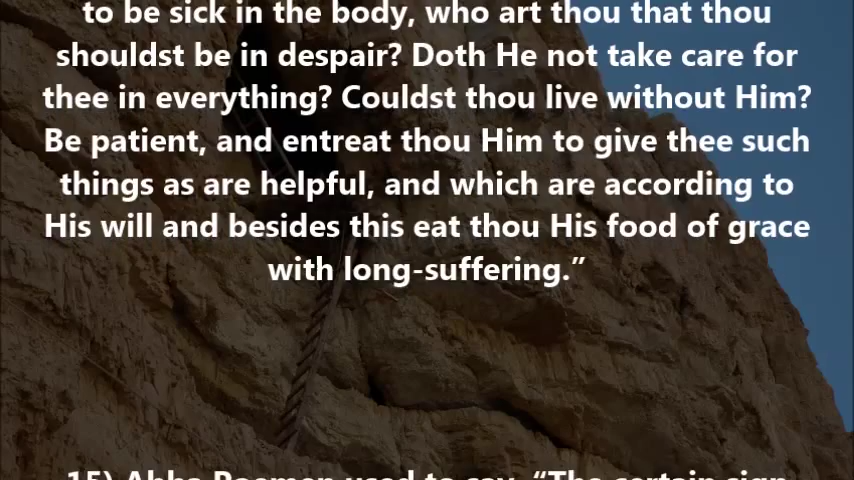 to be sick in the body, who art thou that thou
shouldst be in despair? Doth He not take care for
thee in everything? Couldst thou live without Him?
Be patient, and entreat thou Him to give thee such
things as are helpful, and which are according to
His will and besides this eat thou His food of grace
with long-suffering.”
15) Abba Poemen used to say, “The certain sign